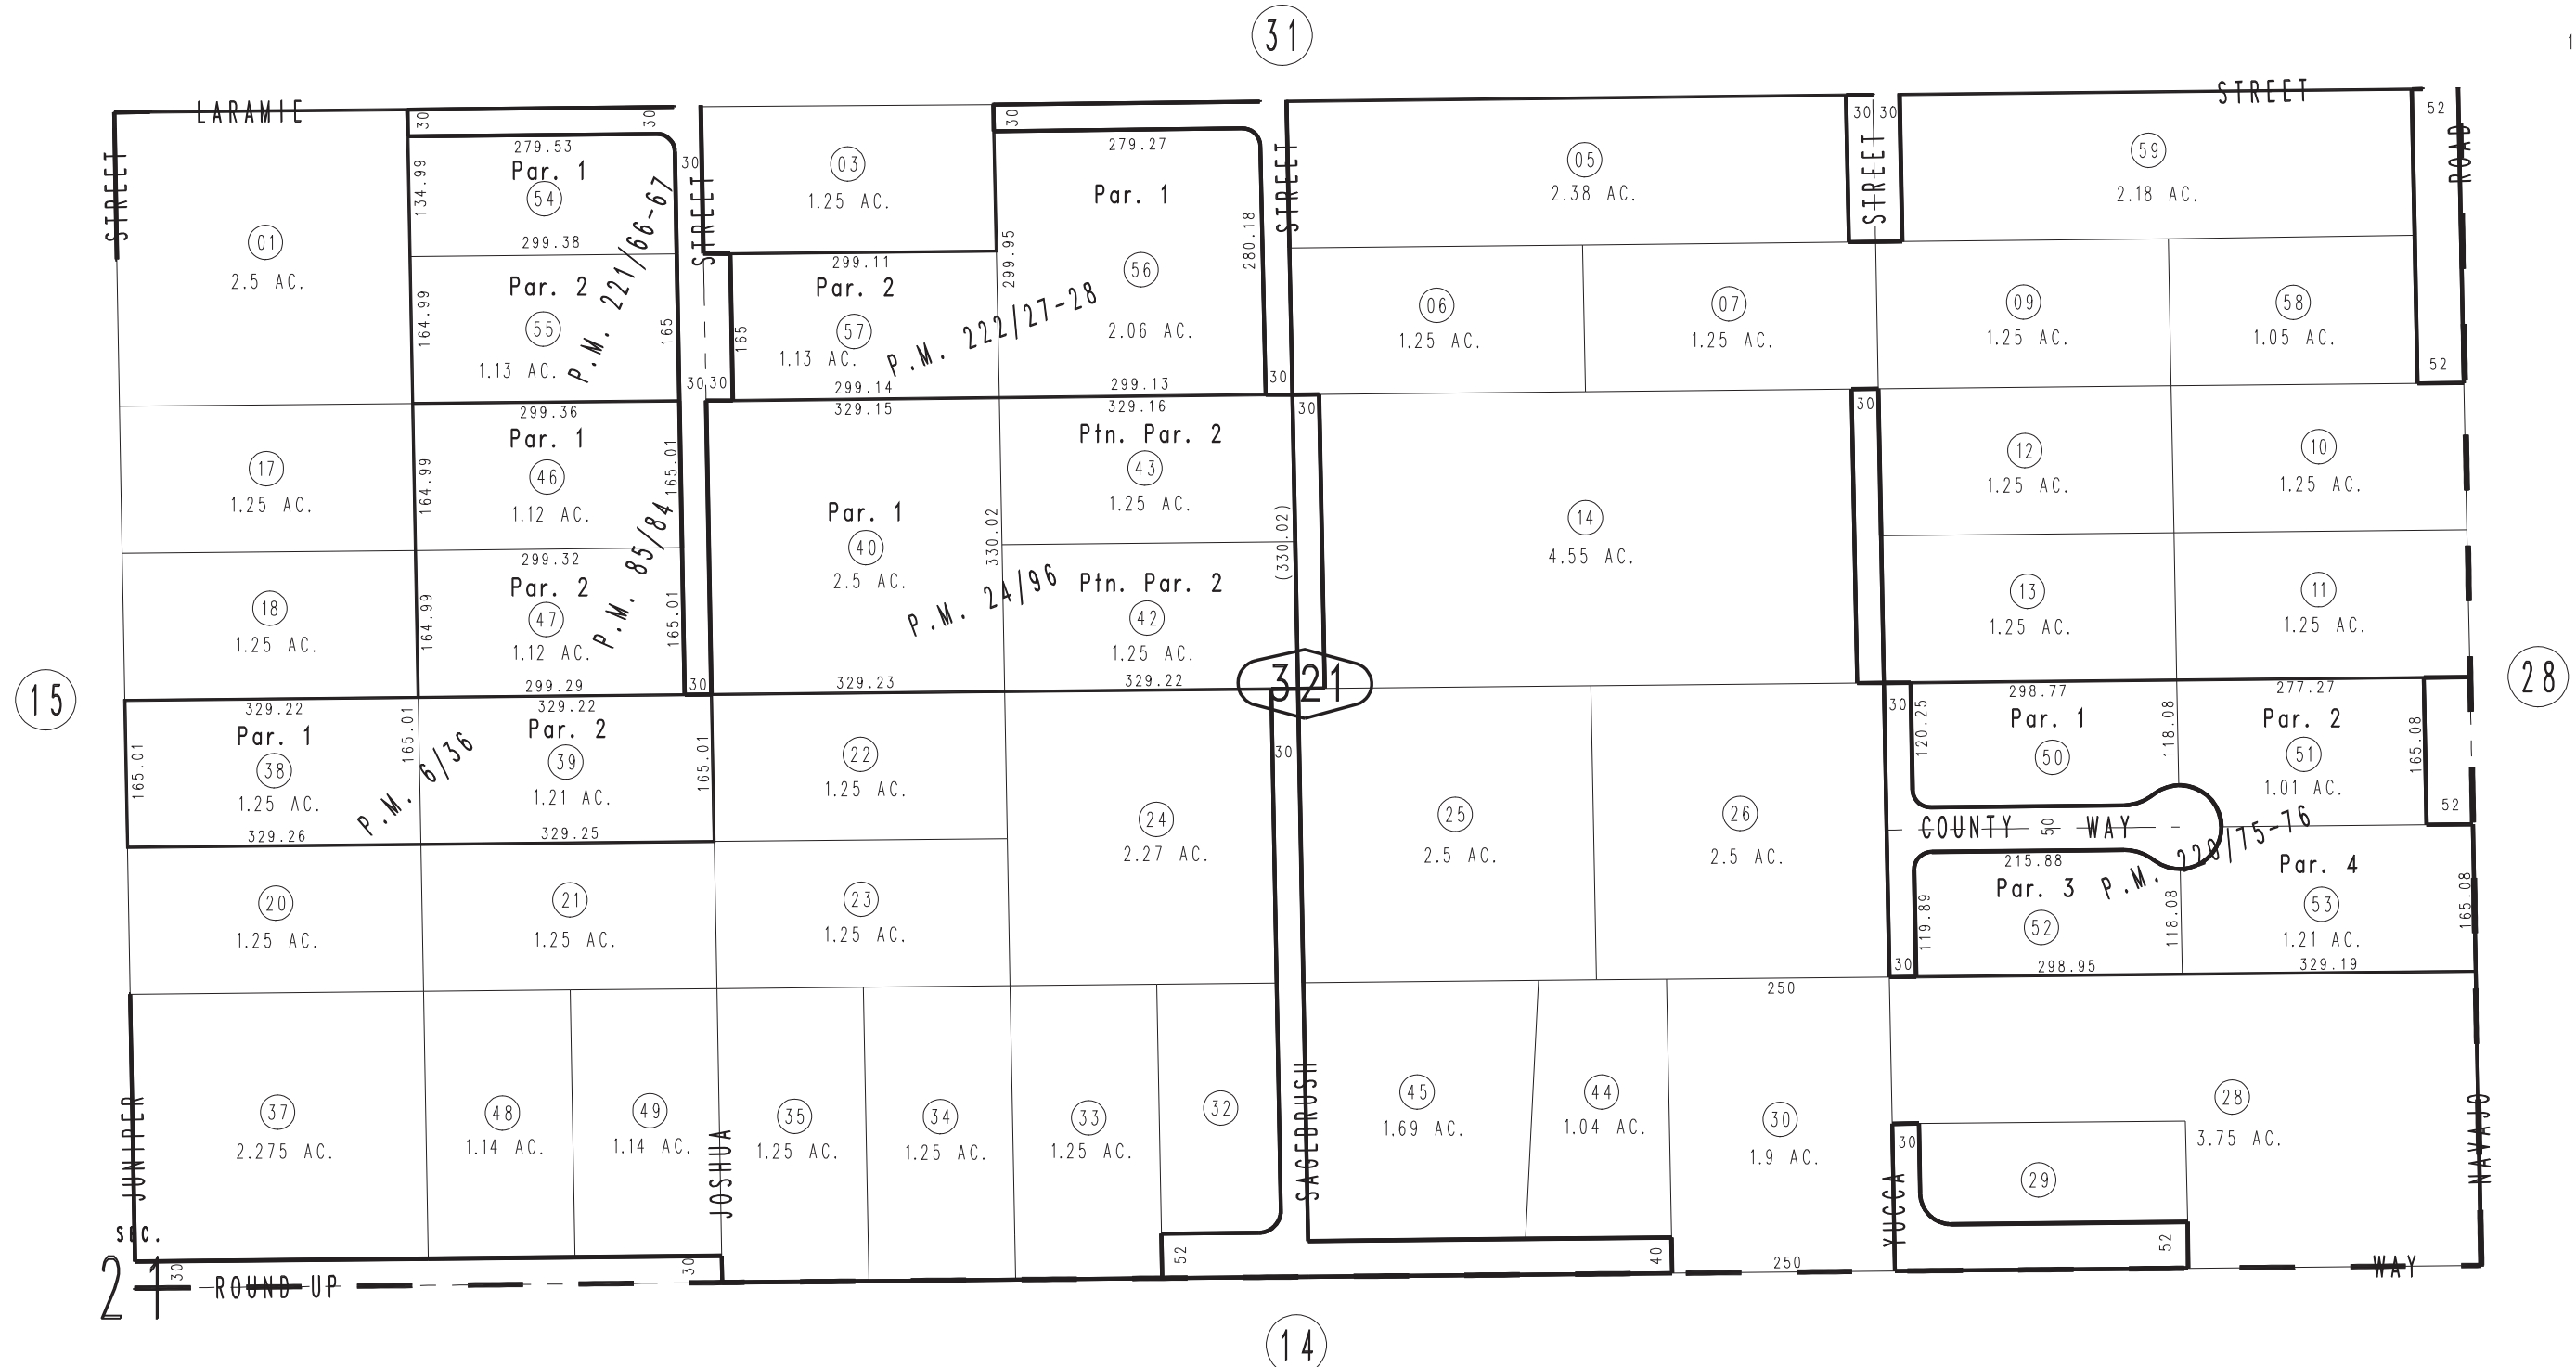 31
1
LARAMIE
STREET
STREET
STREET
STREET
STREET
ROAD
30
30
30
30
30 30
52
279.53
Par. 1
54
134.99
299.38
30
03
1.25 AC.
279.27
Par. 1
56
2.06 AC.
299.95
280.18
30
05
2.38 AC.
59
2.18 AC.
01
2.5 AC.
Par. 2
55
1.13 AC.
164.99
165
P.M. 221/66-67
299.11
Par. 2
57
1.13 AC.
165
P.M. 222/27-28
06
1.25 AC.
07
1.25 AC.
09
1.25 AC.
58
1.05 AC.
52
30 30
299.14
299.13
299.36
329.15
329.16
30
30
17
1.25 AC.
Par. 1
46
1.12 AC.
164.99
165.01
P.M. 85/84
Par. 1
40
2.5 AC.
330.02
P.M. 24/96
Ptn. Par. 2
43
1.25 AC.
(330.02)
14
4.55 AC.
12
1.25 AC.
10
1.25 AC.
18
1.25 AC.
299.32
Par. 2
47
1.12 AC.
164.99
165.01
Ptn. Par. 2
42
1.25 AC.
13
1.25 AC.
11
1.25 AC.
15
321
28
299.29
30
329.23
329.22
329.22
329.22
298.77
277.27
Par. 1
38
1.25 AC.
165.01
165.01
P.M. 6/36
Par. 2
39
1.21 AC.
165.01
22
1.25 AC.
30
30
120.25
Par. 1
50
118.08
Par. 2
51
1.01 AC.
165.08
52
329.26
329.25
24
2.27 AC.
25
2.5 AC.
26
2.5 AC.
COUNTY 50 WAY
20
1.25 AC.
21
1.25 AC.
23
1.25 AC.
215.88
Par. 3
52
119.89
118.08
P.M. 220/75-76
Par. 4
53
1.21 AC.
165.08
30
298.95
329.19
250
37
2.275 AC.
48
1.14 AC.
49
1.14 AC.
35
1.25 AC.
34
1.25 AC.
33
1.25 AC.
32
45
1.69 AC.
44
1.04 AC.
30
1.9 AC.
28
3.75 AC.
30
29
JUNIPER
JOSHUA
SAGEBRUSH
YUCCA
NAVAJO
SEC.
21
30
30
52
40
52
250
ROUND-UP
WAY
14